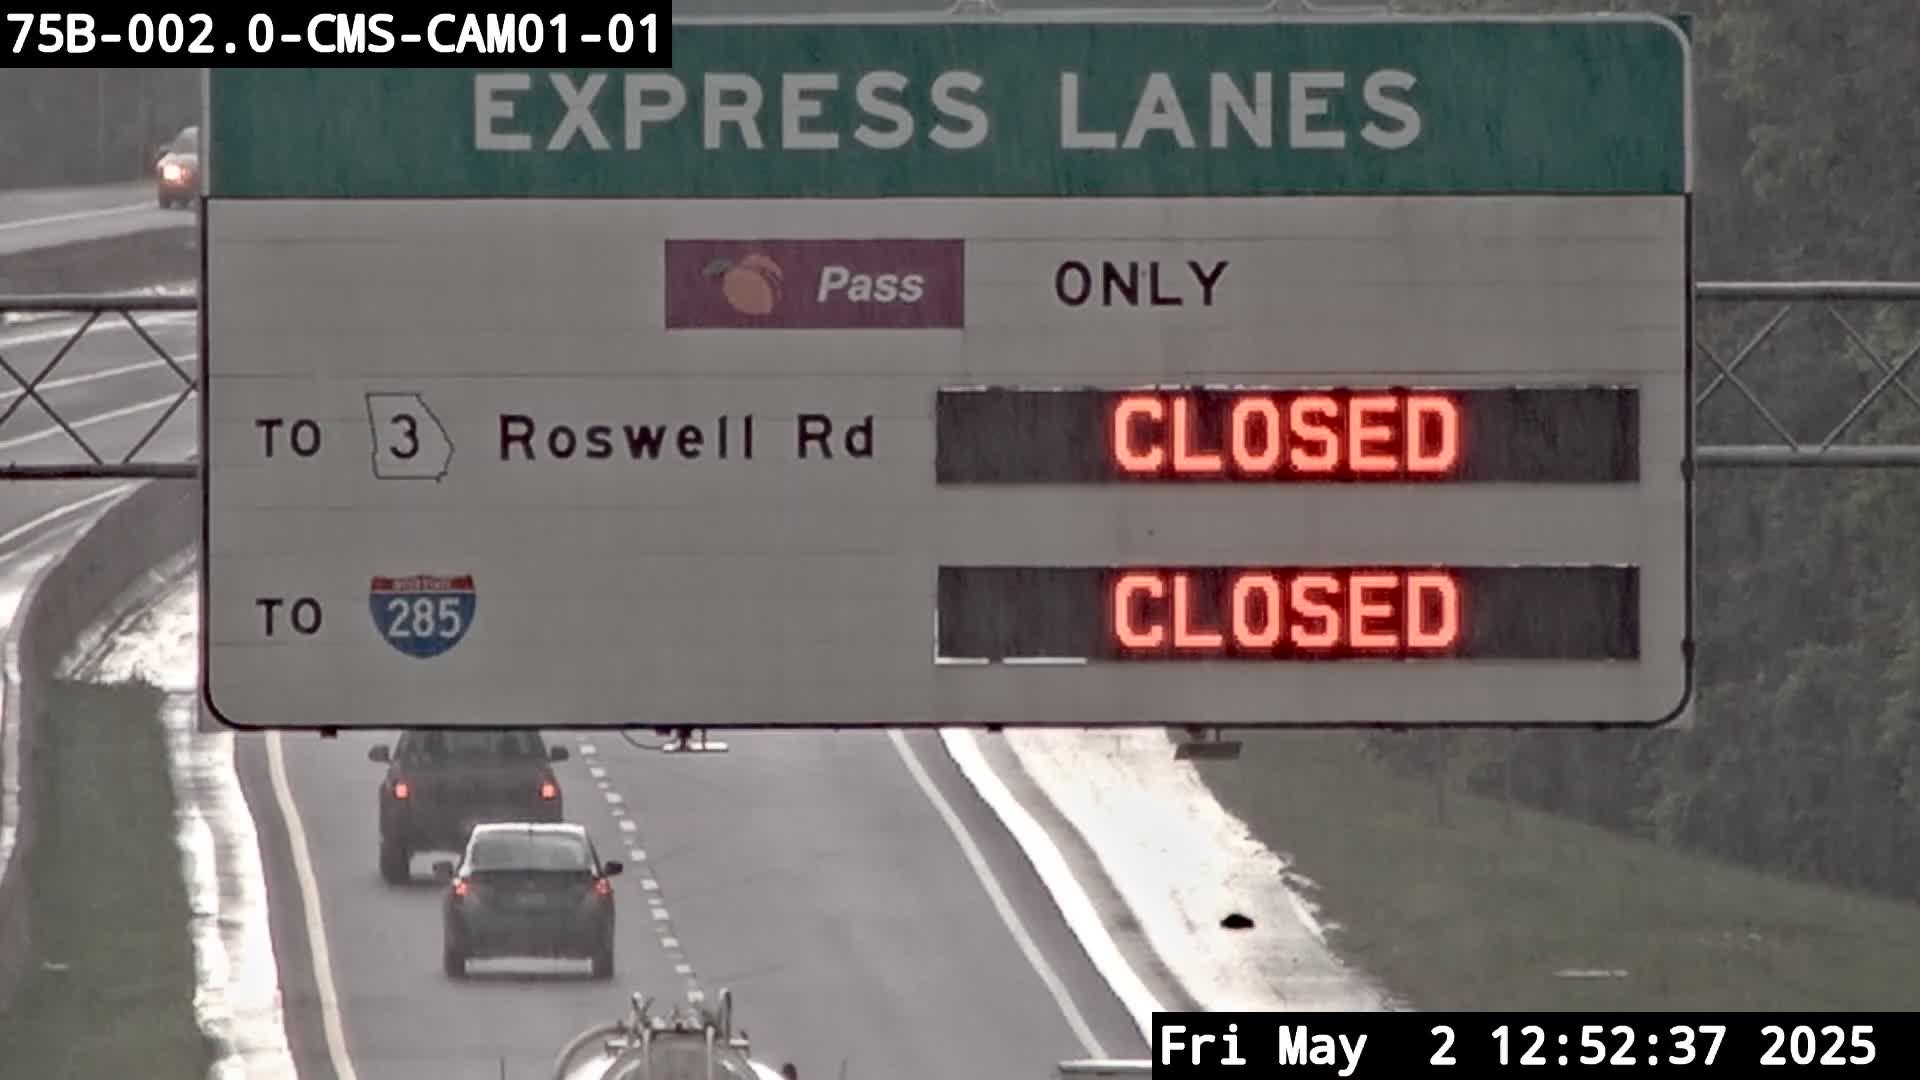 75B-002.0-CMS-CAM01-01
EXPRESS LANES
Pass ONLY
TO 3 Roswell Rd CLOSED
TO 285 CLOSED
Fri May 2 12:52:37 2025